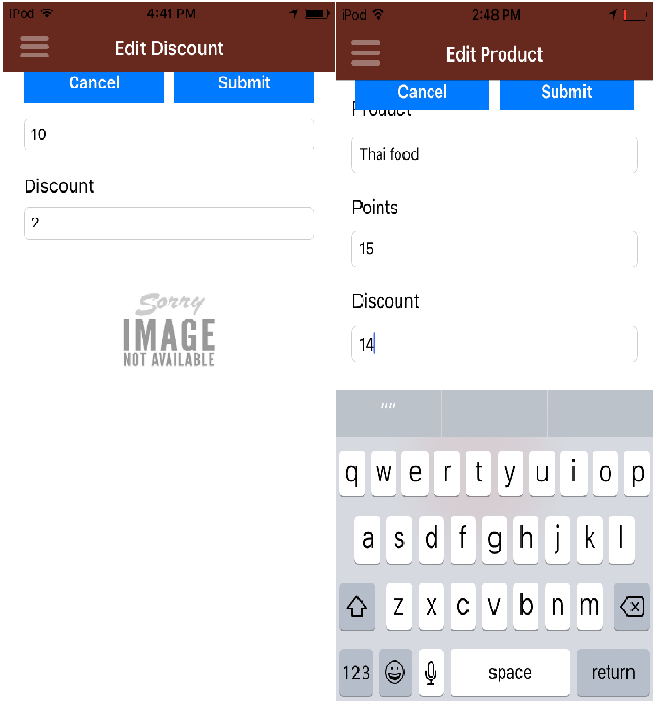 iPod 4:41 PM
Edit Discount
Cancel Submit
10
Discount
2
Sorry
IMAGE
NOT AVAILABLE
iPod 2:48 PM
Edit Product
Cancel Submit
Product
Thai food
Points
15
Discount
14
“”
q w e r t y u i o p
a s d f g h j k l
z x c v b n m
123 space return